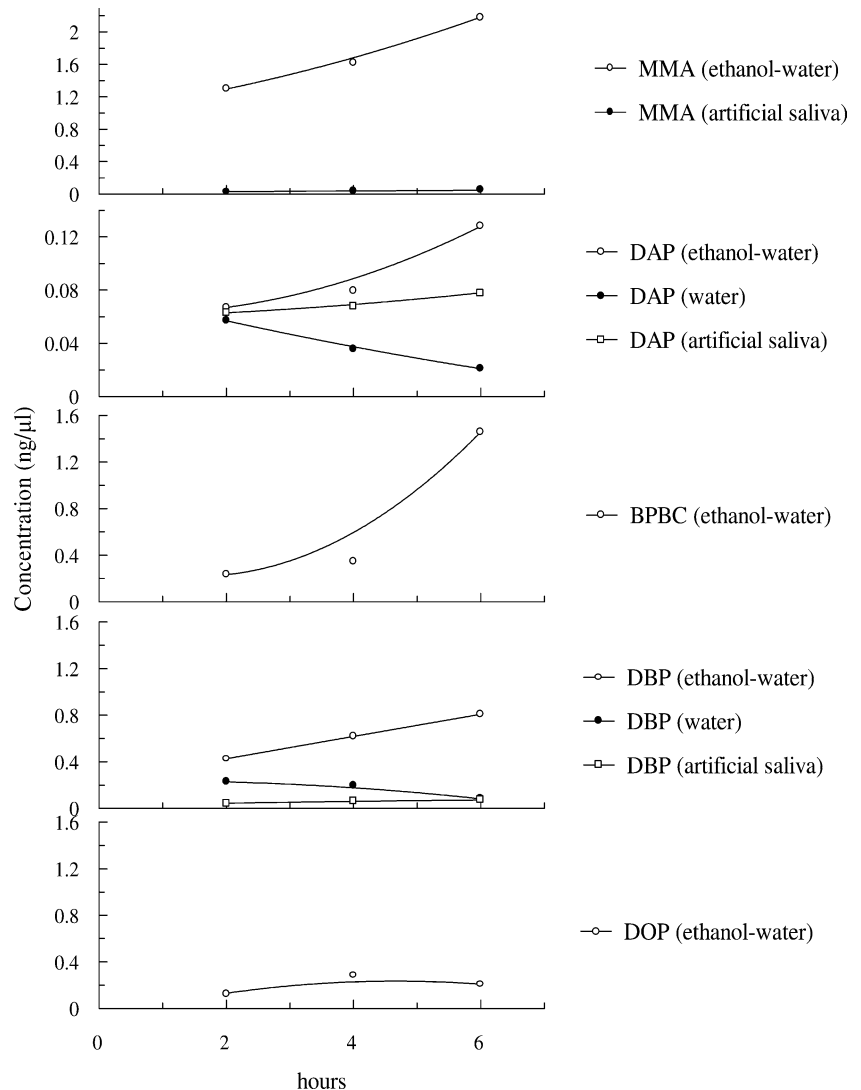 2
1.6
1.2
0.8
0.4
0
MMA (ethanol-water)
MMA (artificial saliva)
0.12
0.08
0.04
0
DAP (ethanol-water)
DAP (water)
DAP (artificial saliva)
1.6
1.2
0.8
0.4
0
BPBC (ethanol-water)
Concentration (ng/µl)
1.6
1.2
0.8
0.4
0
DBP (ethanol-water)
DBP (water)
DBP (artificial saliva)
1.6
1.2
0.8
0.4
0
DOP (ethanol-water)
0 2 4 6
hours